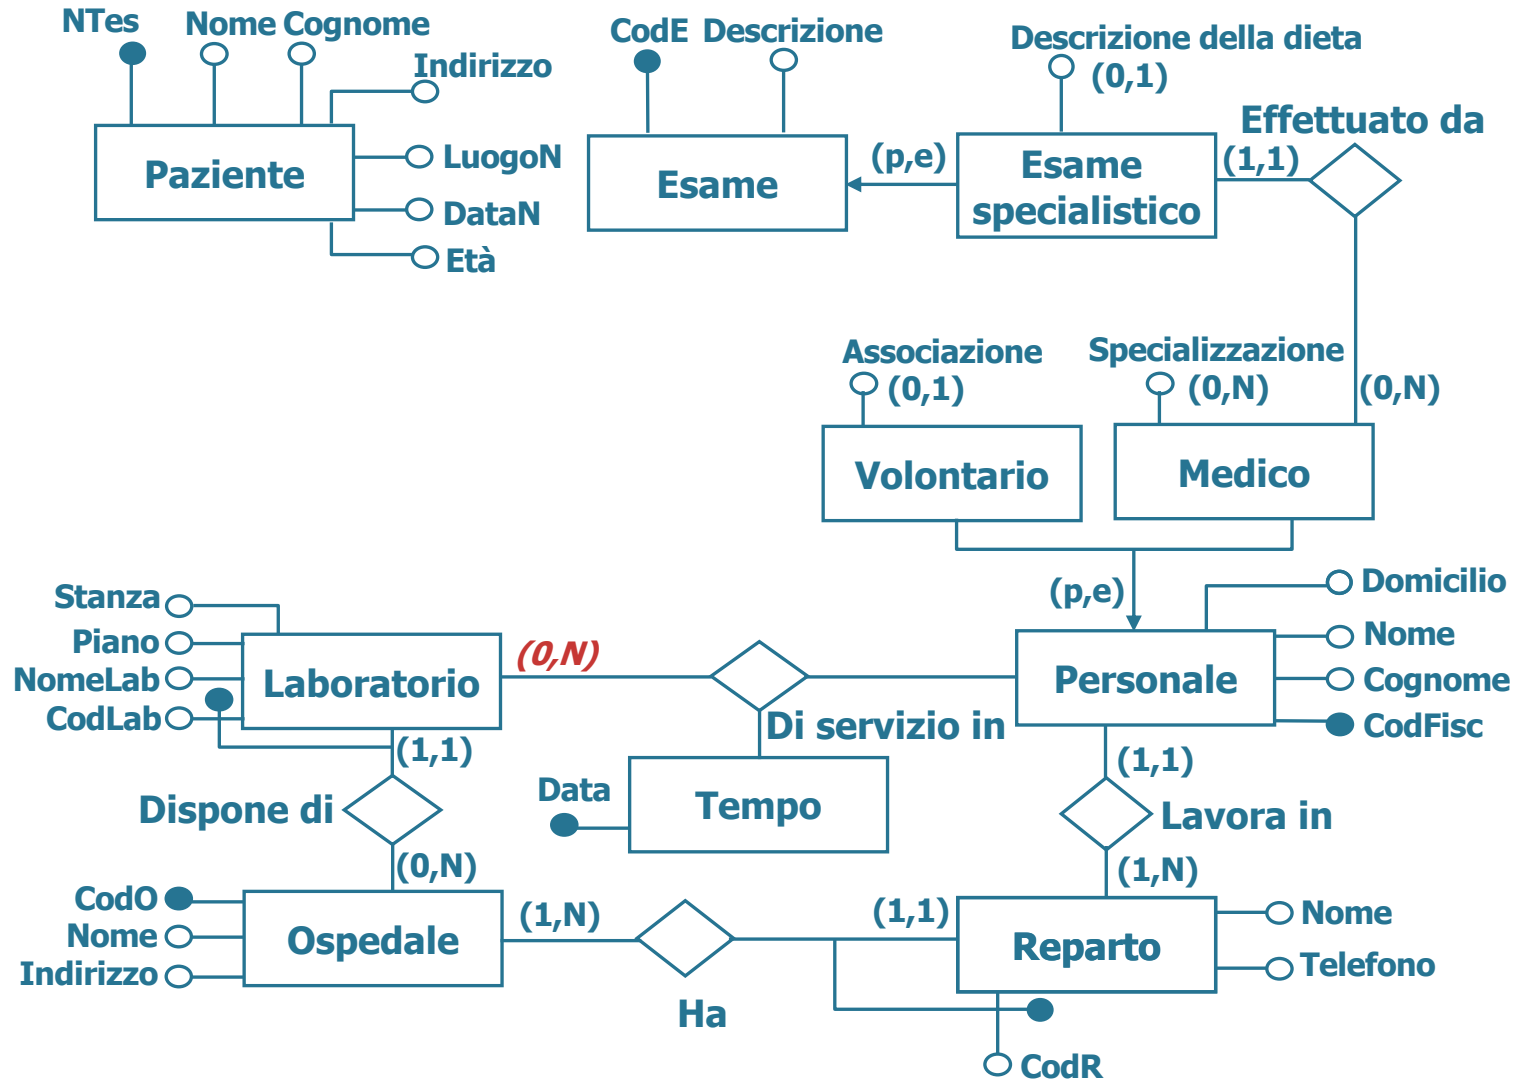 NTes
Nome Cognome
Indirizzo
Paziente
LuogoN
DataN
Età
CodE Descrizione
Esame
(p,e)
Descrizione della dieta
(0,1)
Esame
specialistico
Effettuato da
(1,1)
(0,N)
Associazione
(0,1)
Volontario
Specializzazione
(0,N)
Medico
(p,e)
Domicilio
Nome
Cognome
CodFisc
Personale
Stanza
Piano
NomeLab
CodLab
Laboratorio
(0,N)
Di servizio in
(1,1)
Dispone di
(0,N)
Data
Tempo
(1,1)
Lavora in
(1,N)
CodO
Nome
Indirizzo
Ospedale
(1,N)
Ha
(1,1)
Reparto
Nome
Telefono
CodR